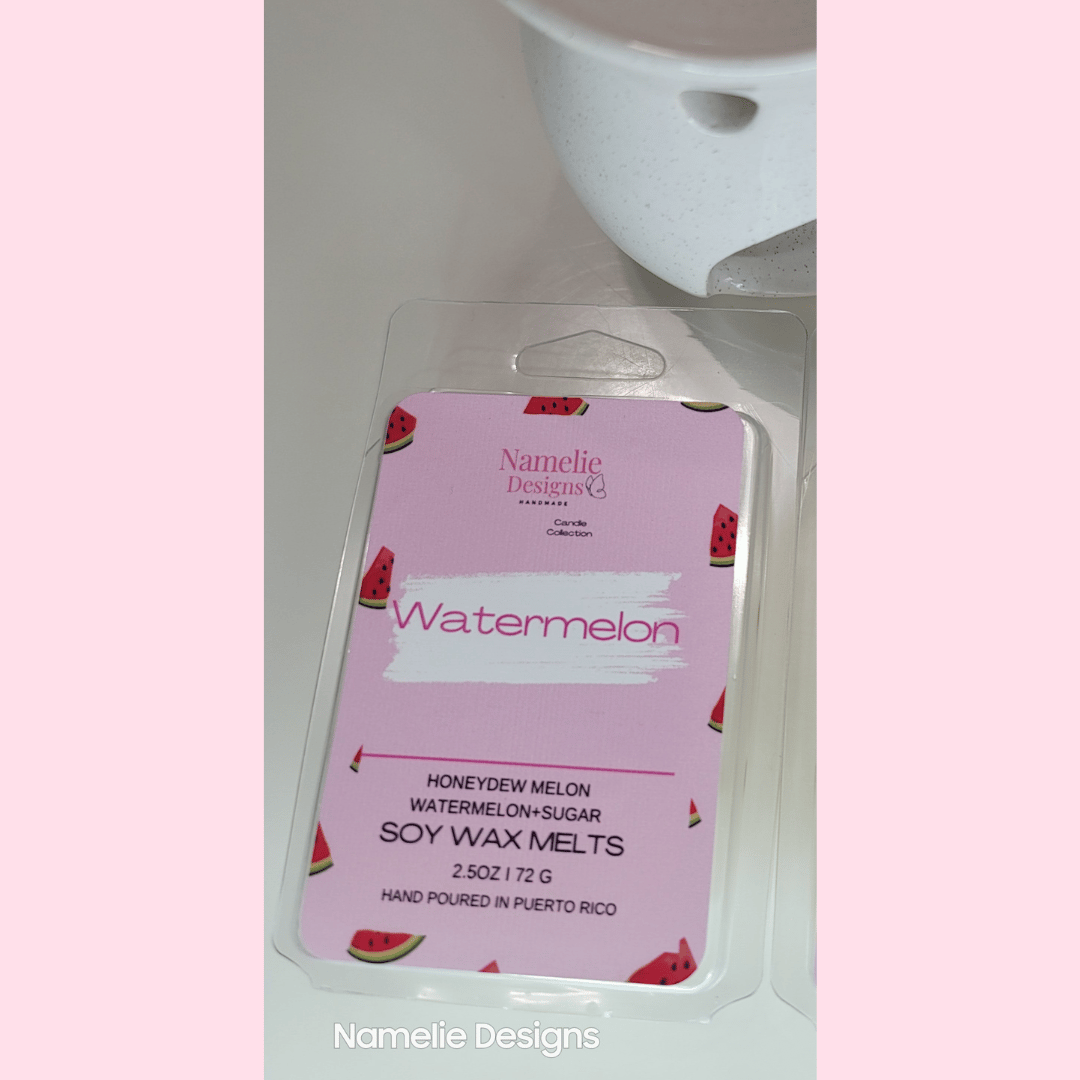 Namelie
Designs
HANDMADE
Candle
Collection
Watermelon
HONEYDEW MELON
WATERMELON+SUGAR
SOY WAX MELTS
2.5OZ I 72 G
HAND POURED IN PUERTO RICO
Namelie Designs